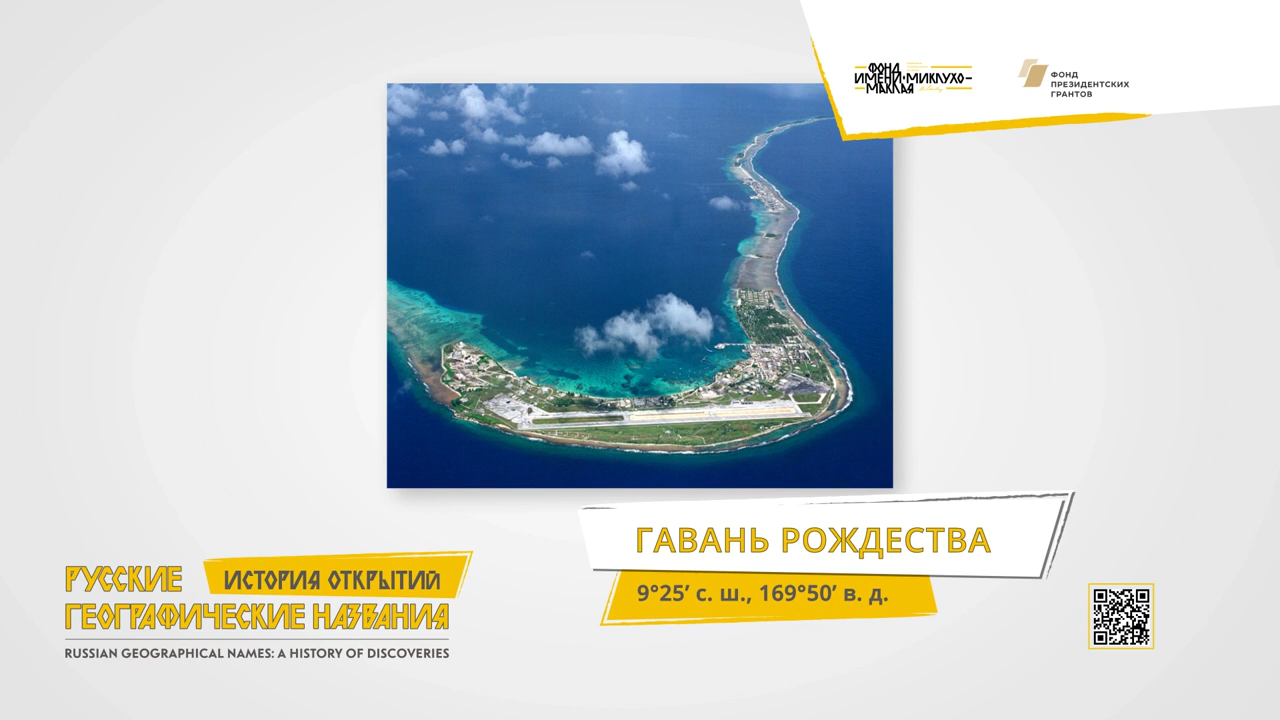 ФОНД
ИМЕНИ·МИКЛУХО-
МАКЛАЯ
ФОНД
ПРЕЗИДЕНТСКИХ
ГРАНТОВ
ГАВАНЬ РОЖДЕСТВА
9°25′ с. ш., 169°50′ в. д.
РУССКИЕ
ИСТОРИЯ ОТКРЫТИЙ
ГЕОГРАФИЧЕСКИЕ НАЗВАНИЯ
RUSSIAN GEOGRAPHICAL NAMES: A HISTORY OF DISCOVERIES